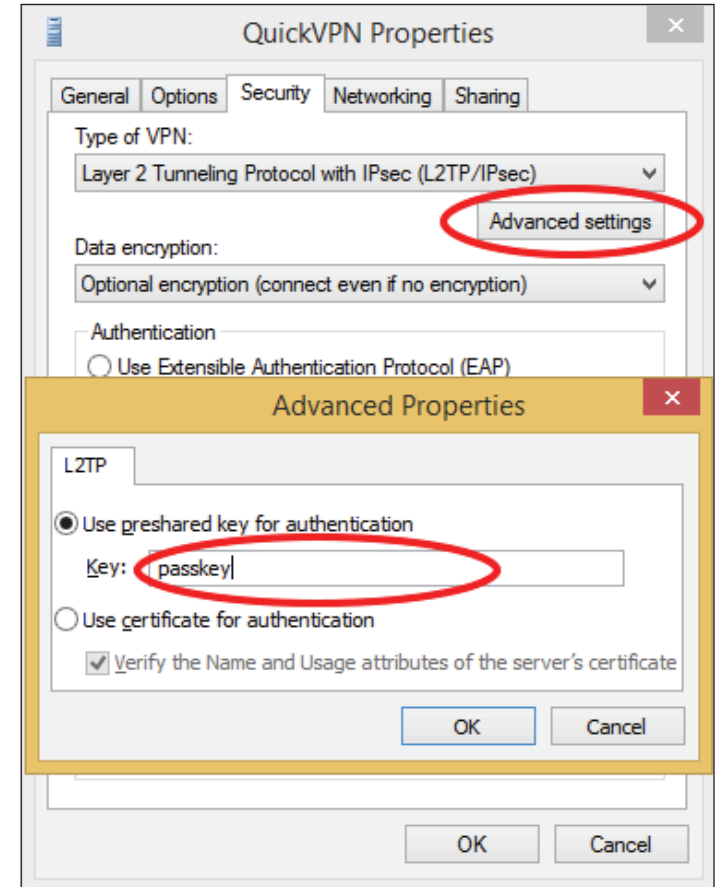 QuickVPN Properties
General Options Security Networking Sharing
Type of VPN:
Layer 2 Tunneling Protocol with IPsec (L2TP/IPsec)
Advanced settings
Data encryption:
Optional encryption (connect even if no encryption)
Authentication
Use Extensible Authentication Protocol (EAP)
Advanced Properties
L2TP
Use preshared key for authentication
Key: passkey
Use certificate for authentication
Verify the Name and Usage attributes of the server's certificate
OK Cancel
OK Cancel